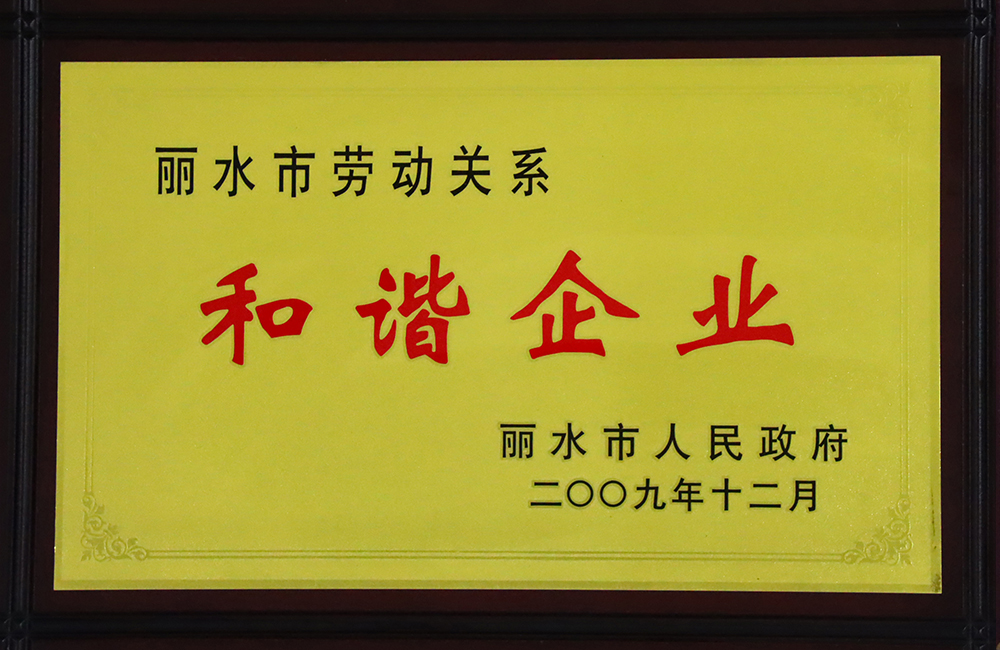 丽水市劳动关系
和谐企业
丽水市人民政府
二〇〇九年十二月